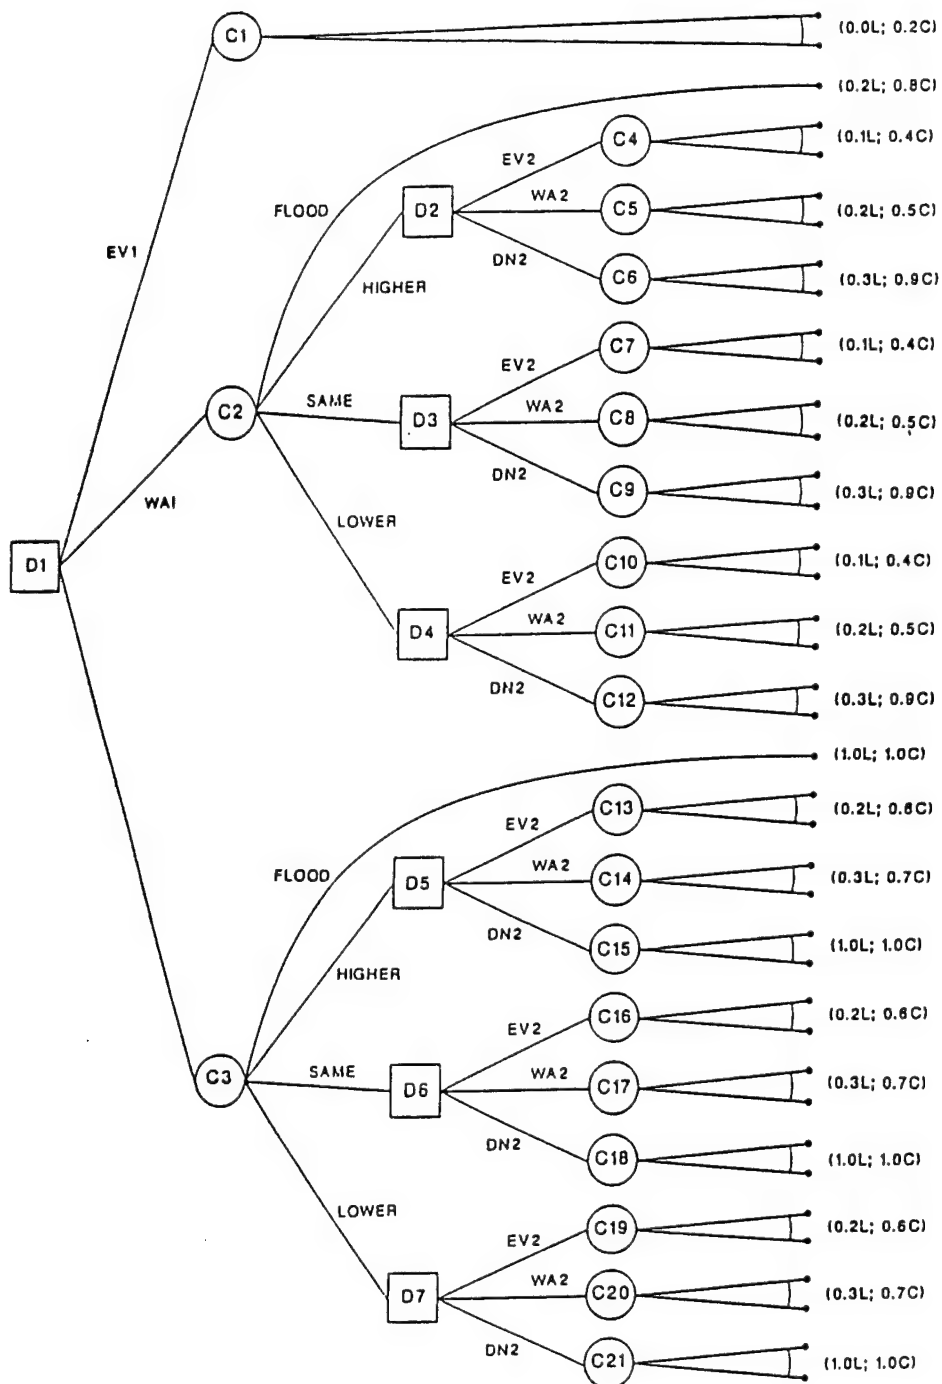 C1
(0.0L; 0.2C)
(0.2L; 0.8C)
C4
(0.1L; 0.4C)
EV2
FLOOD
D2
WA2
C5
(0.2L; 0.5C)
EV1
DN2
C6
(0.3L; 0.9C)
HIGHER
C7
(0.1L; 0.4C)
EV2
C2
SAME
D3
WA2
C8
(0.2L; 0.5C)
DN2
C9
(0.3L; 0.9C)
WA1
LOWER
D1
C10
(0.1L; 0.4C)
EV2
D4
WA2
C11
(0.2L; 0.5C)
DN2
C12
(0.3L; 0.9C)
(1.0L; 1.0C)
C13
(0.2L; 0.6C)
EV2
FLOOD
D5
WA2
C14
(0.3L; 0.7C)
DN2
C15
(1.0L; 1.0C)
HIGHER
C16
(0.2L; 0.6C)
EV2
C3
SAME
D6
WA2
C17
(0.3L; 0.7C)
DN2
C18
(1.0L; 1.0C)
LOWER
C19
(0.2L; 0.6C)
EV2
D7
WA2
C20
(0.3L; 0.7C)
DN2
C21
(1.0L; 1.0C)